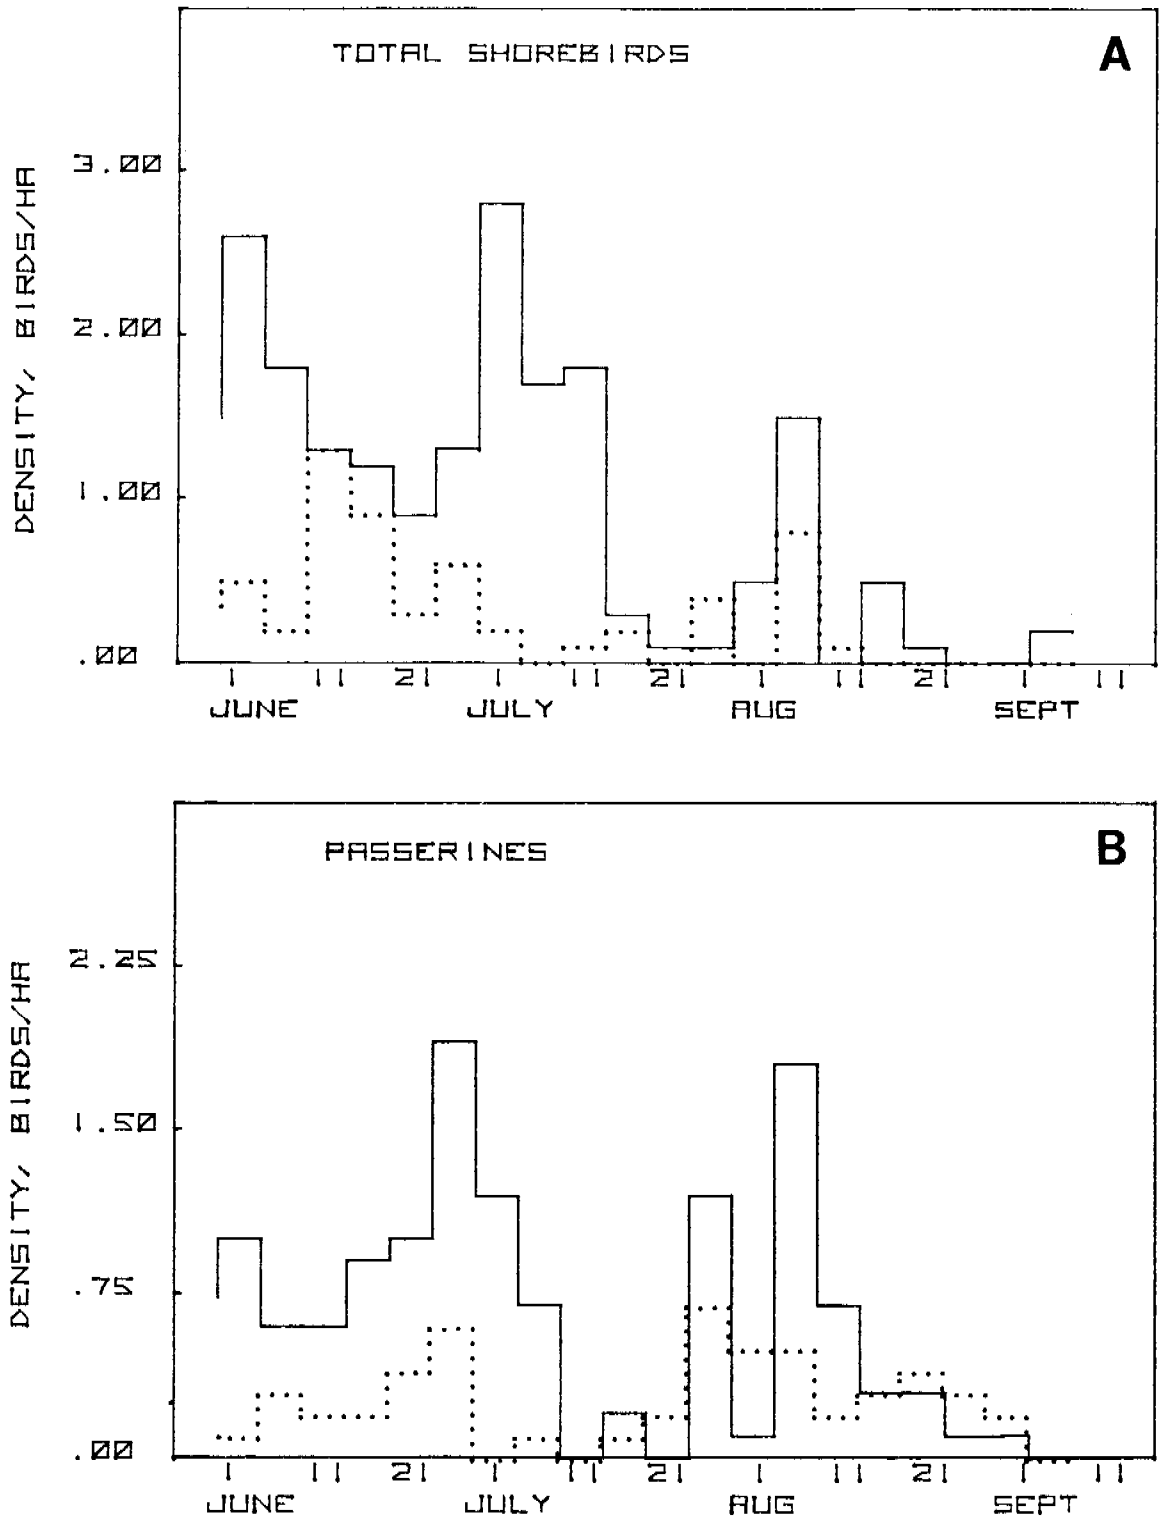 TOTAL SHOREBIRDS
A
3.00
2.00
1.00
.00
DENSITY, BIRDS/HA
1 11 21 1 11 21 1 11 21 1 11
JUNE JULY AUG SEPT
PASSERINES
B
2.25
1.50
.75
.00
DENSITY, BIRDS/HA
1 11 21 1 11 21 1 11 21 1 11
JUNE JULY AUG SEPT